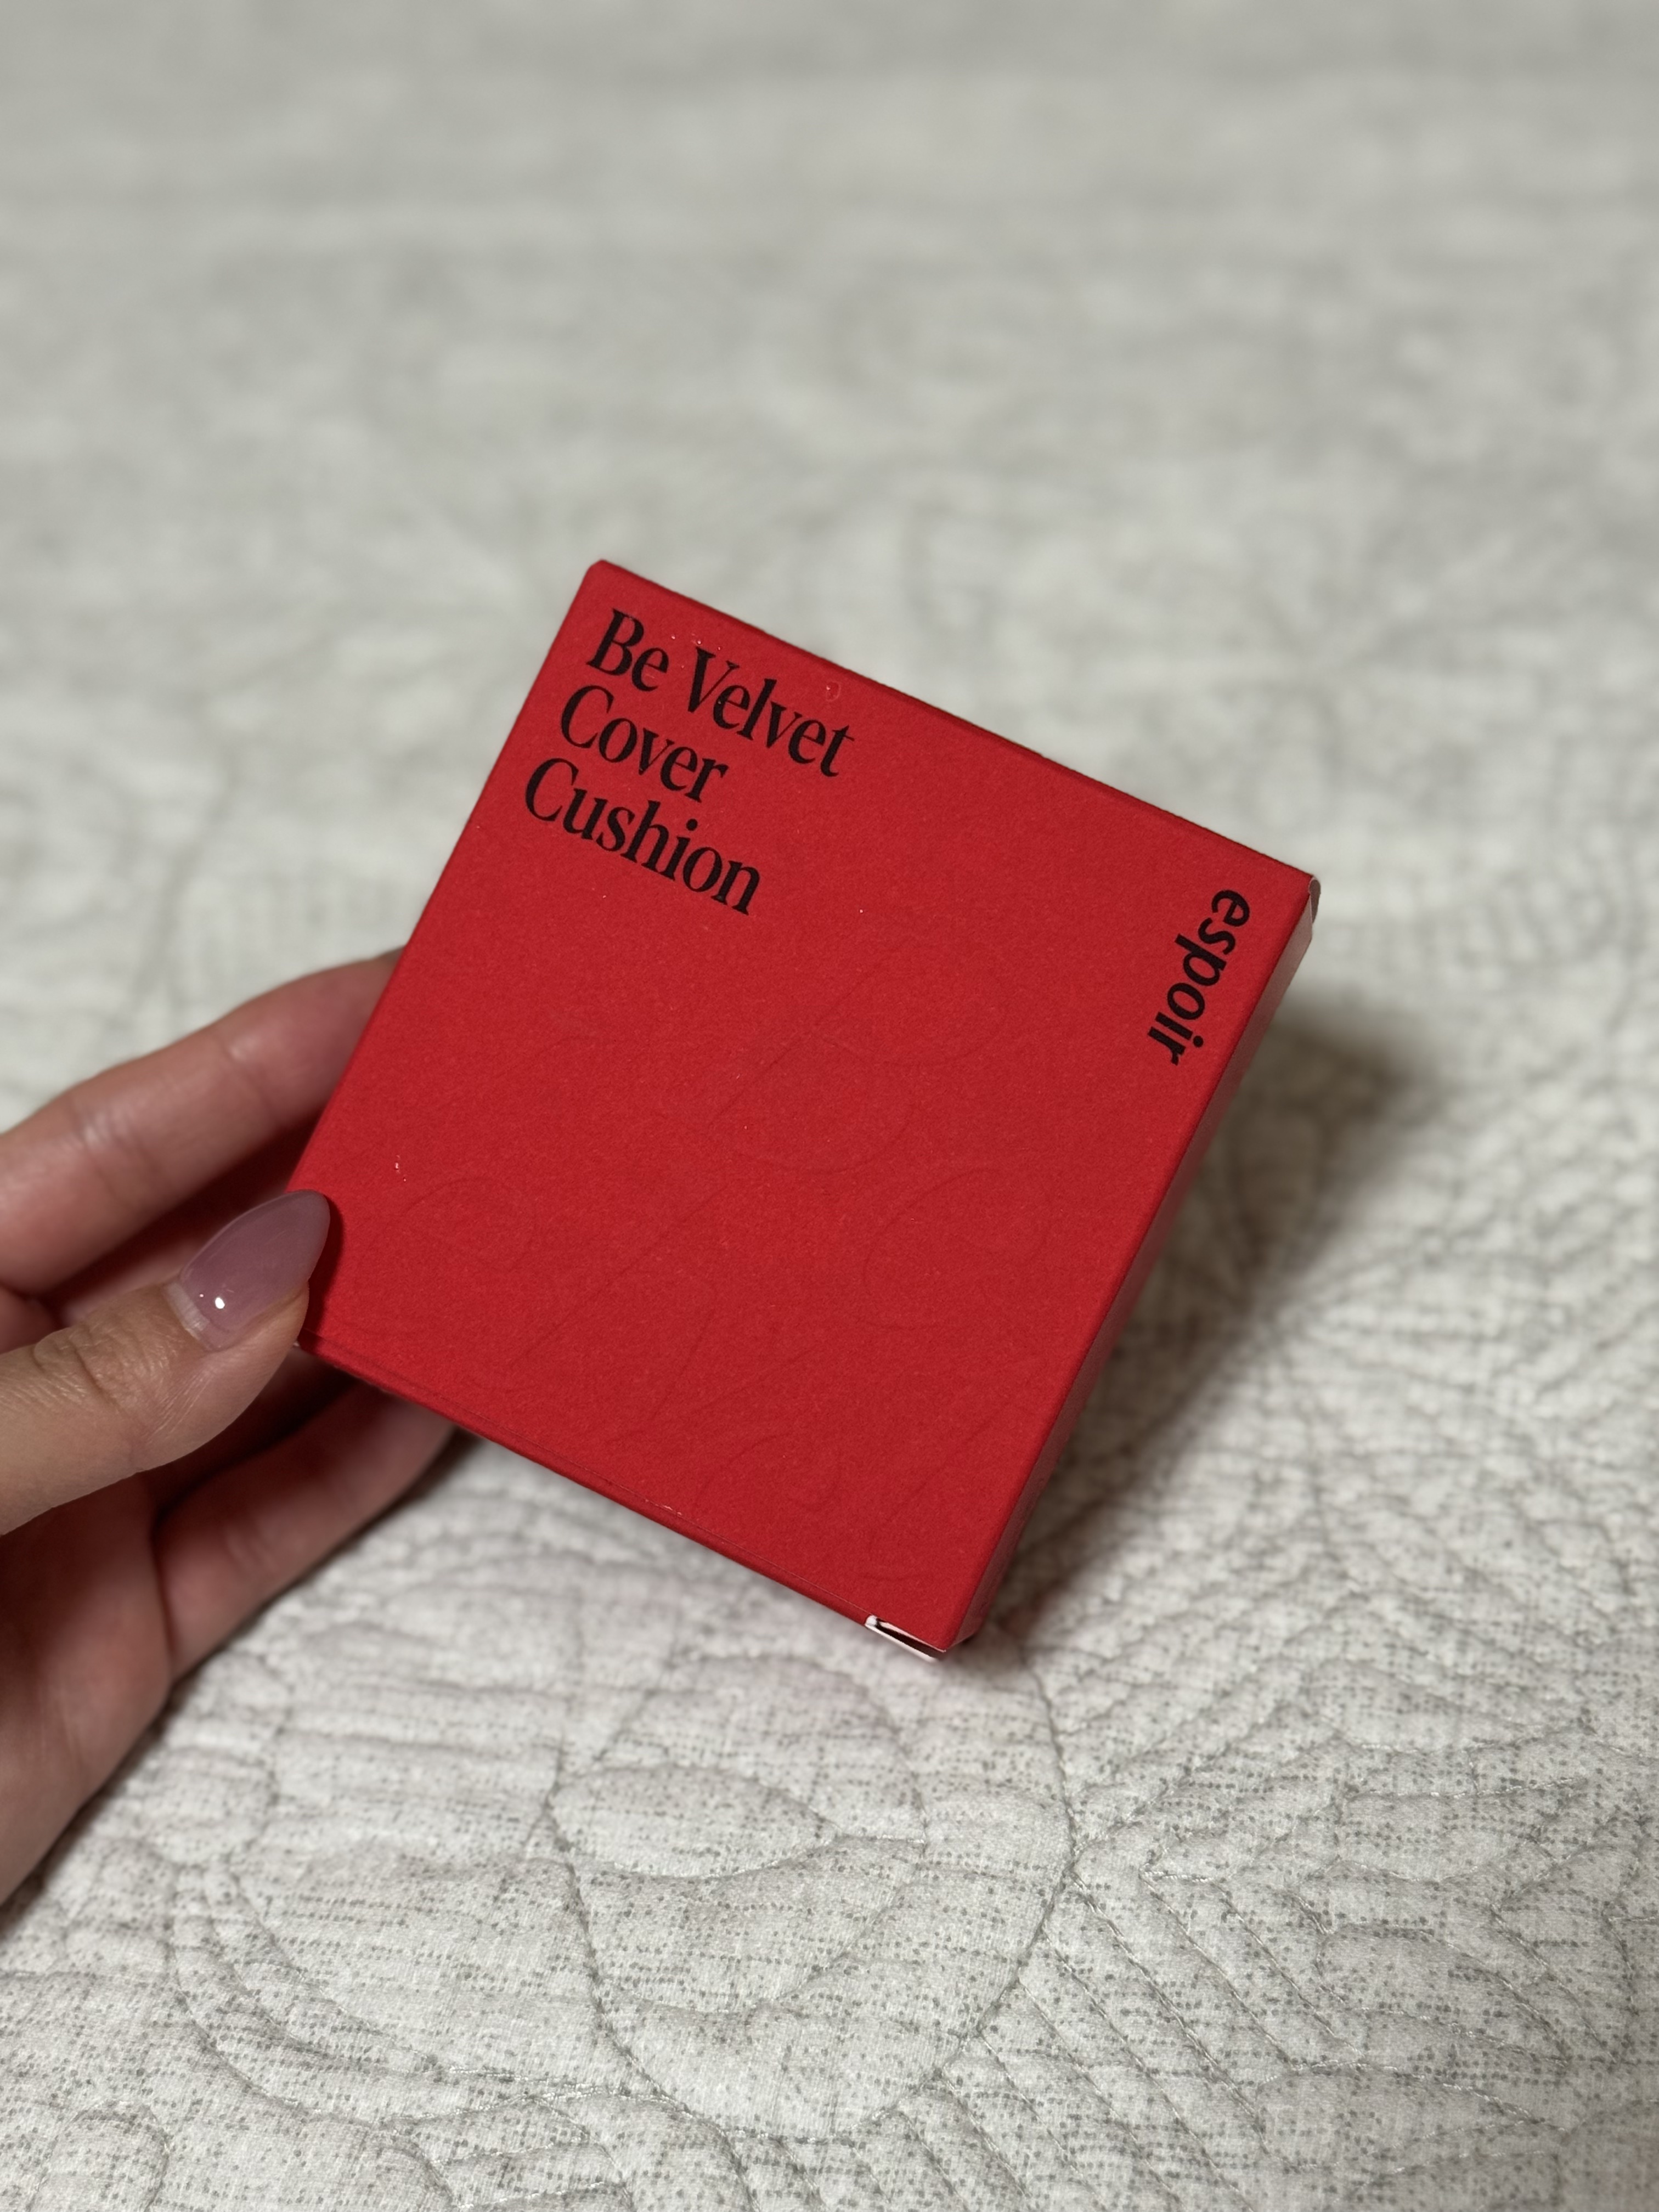 Be Velvet
Cover
Cushion
espoir